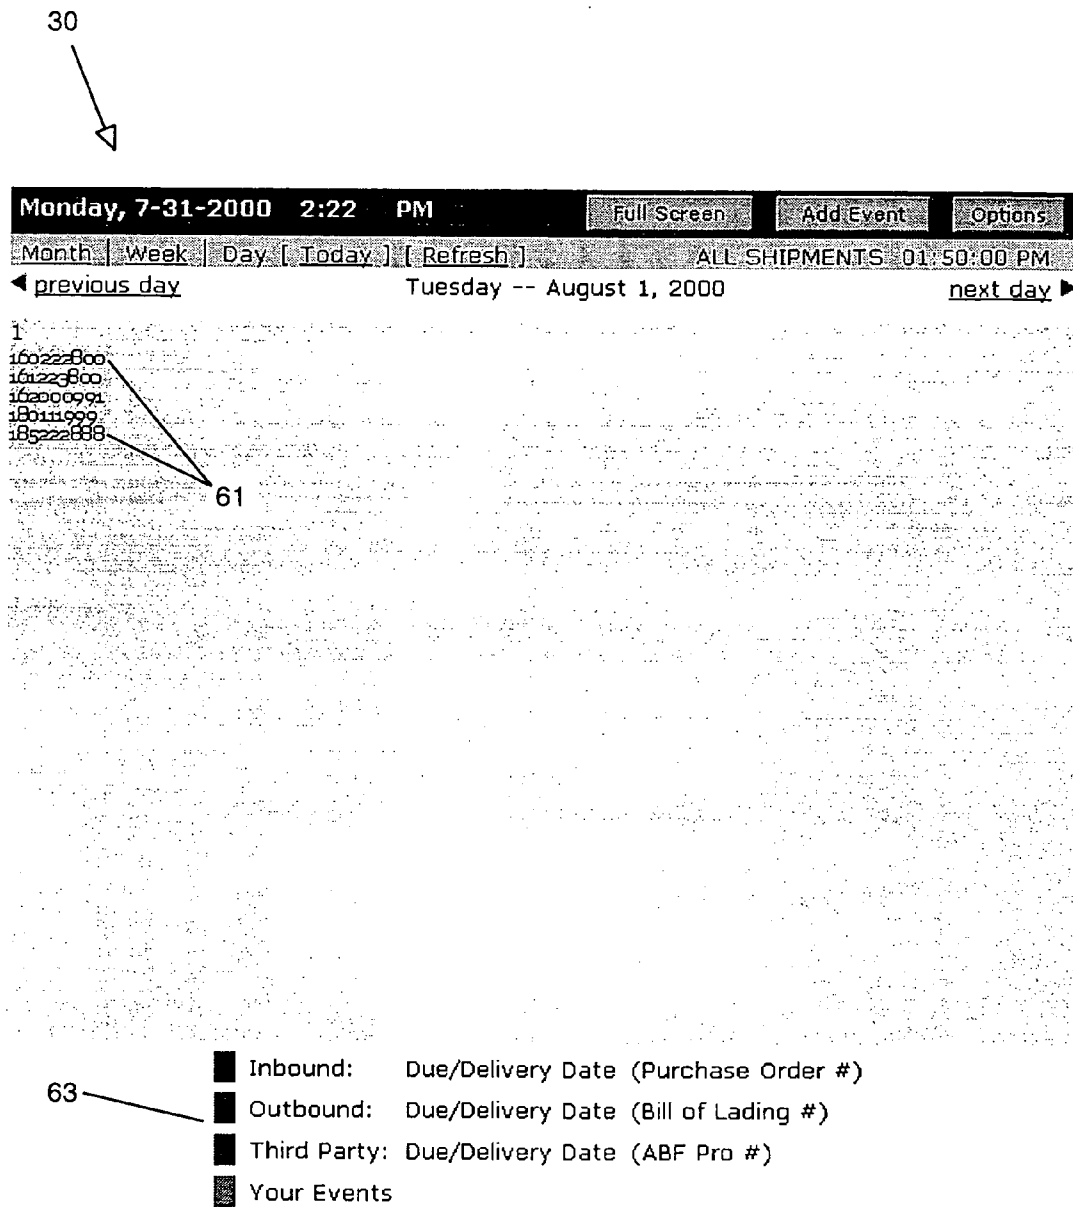 30
Monday, 7-31-2000 2:22 PM Full Screen Add Event Options
Month | Week | Day [ Today ] [ Refresh ] ALL SHIPMENTS 01:50:00 PM
previous day Tuesday -- August 1, 2000 next day
1
160222800
161223800
162000991
180111999
185222888
61
Inbound: Due/Delivery Date (Purchase Order #)
63
Outbound: Due/Delivery Date (Bill of Lading #)
Third Party: Due/Delivery Date (ABF Pro #)
Your Events